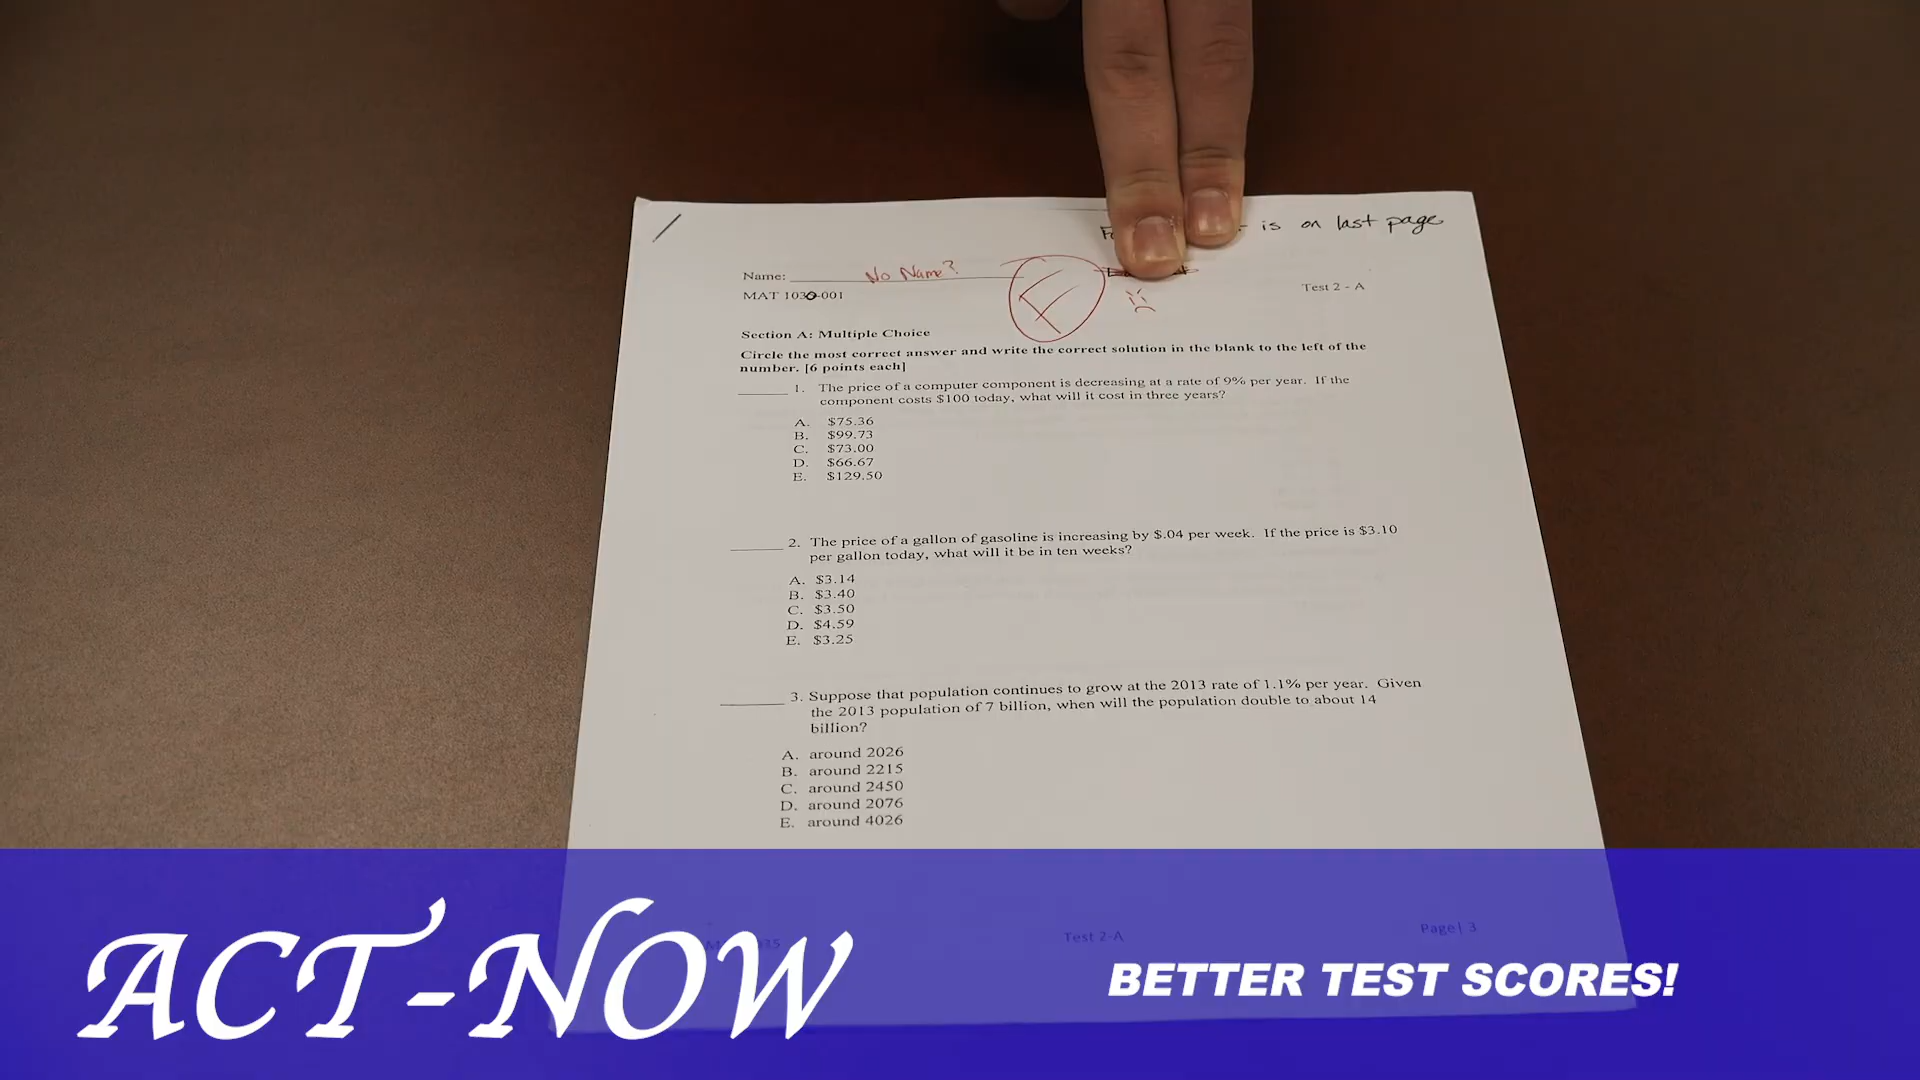 is on last page
Name: No Name?
F
MAT 1030-001
Test 2 - A
Section A: Multiple Choice
Circle the most correct answer and write the correct solution in the blank to the left of the
number. [6 points each]
1. The price of a computer component is decreasing at a rate of 9% per year. If the
component costs $100 today, what will it cost in three years?
A. $75.36
B. $99.73
C. $73.00
D. $66.67
E. $129.50
2. The price of a gallon of gasoline is increasing by $.04 per week. If the price is $3.10
per gallon today, what will it be in ten weeks?
A. $3.14
B. $3.40
C. $3.50
D. $4.59
E. $3.25
3. Suppose that population continues to grow at the 2013 rate of 1.1% per year. Given
the 2013 population of 7 billion, when will the population double to about 14
billion?
A. around 2026
B. around 2215
C. around 2450
D. around 2076
E. around 4026
Test 2-A
Page| 3
ACT-NOW
BETTER TEST SCORES!